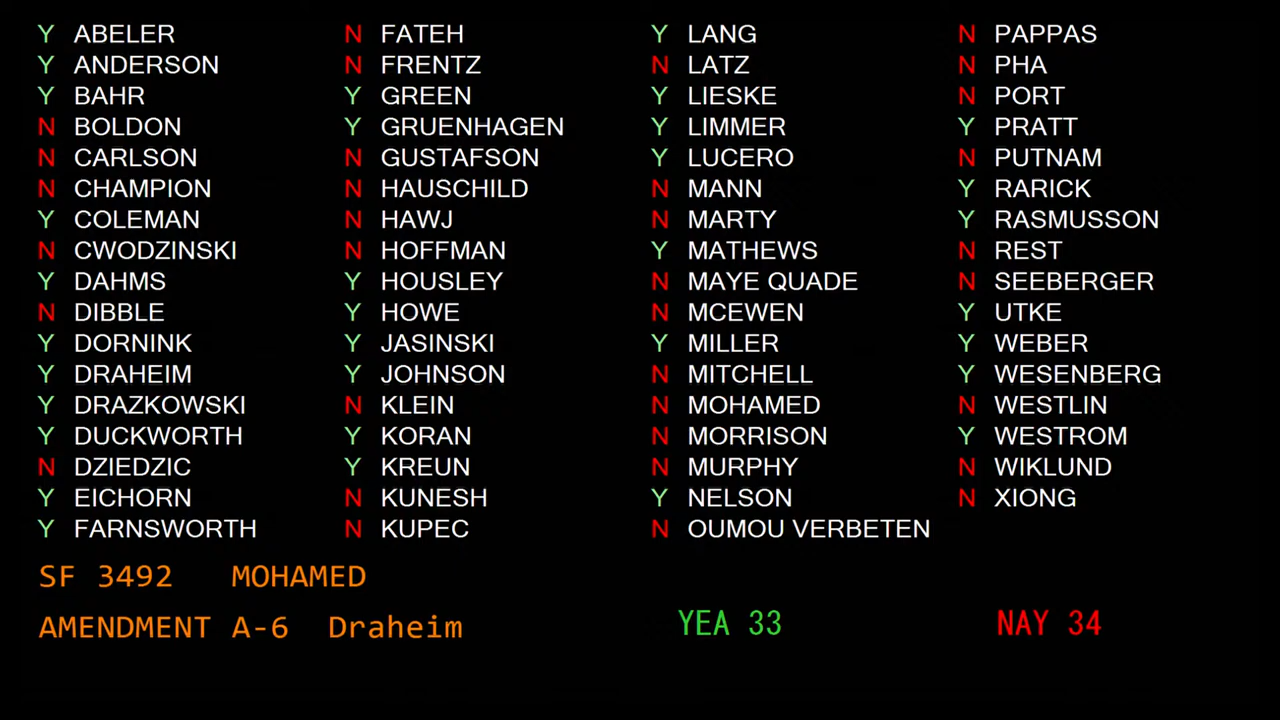 Y ABELER N FATEH Y LANG N PAPPAS
Y ANDERSON N FRENTZ N LATZ N PHA
Y BAHR Y GREEN Y LIESKE N PORT
N BOLDON Y GRUENHAGEN Y LIMMER Y PRATT
N CARLSON N GUSTAFSON Y LUCERO N PUTNAM
N CHAMPION N HAUSCHILD N MANN Y RARICK
Y COLEMAN N HAWJ N MARTY Y RASMUSSON
N CWODZINSKI N HOFFMAN Y MATHEWS N REST
Y DAHMS Y HOUSLEY N MAYE QUADE N SEEBERGER
N DIBBLE Y HOWE N MCEWEN Y UTKE
Y DORNINK Y JASINSKI Y MILLER Y WEBER
Y DRAHEIM Y JOHNSON N MITCHELL Y WESENBERG
Y DRAZKOWSKI N KLEIN N MOHAMED N WESTLIN
Y DUCKWORTH Y KORAN N MORRISON Y WESTROM
N DZIEDZIC Y KREUN N MURPHY N WIKLUND
Y EICHORN N KUNESH Y NELSON N XIONG
Y FARNSWORTH N KUPEC N OUMOU VERBETEN
SF 3492 MOHAMED
AMENDMENT A-6 Draheim YEA 33 NAY 34